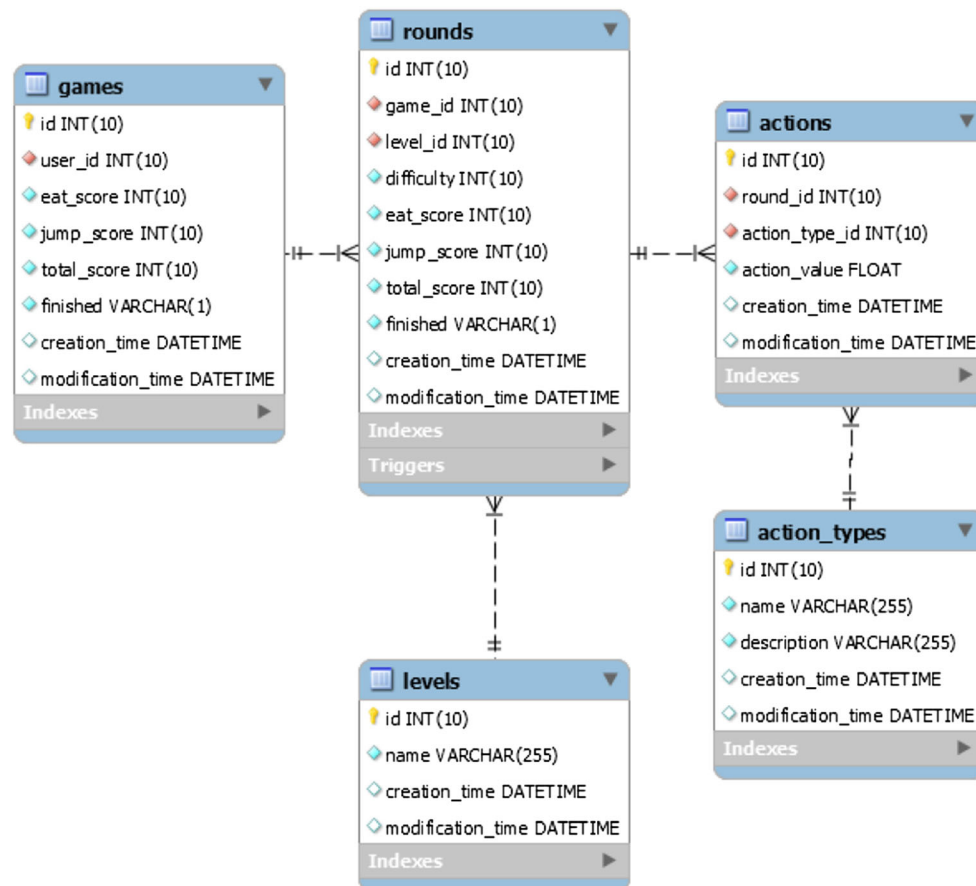 games
id INT(10)
user_id INT(10)
eat_score INT(10)
jump_score INT(10)
total_score INT(10)
finished VARCHAR(1)
creation_time DATETIME
modification_time DATETIME
Indexes
rounds
id INT(10)
game_id INT(10)
level_id INT(10)
difficulty INT(10)
eat_score INT(10)
jump_score INT(10)
total_score INT(10)
finished VARCHAR(1)
creation_time DATETIME
modification_time DATETIME
Indexes
Triggers
actions
id INT(10)
round_id INT(10)
action_type_id INT(10)
action_value FLOAT
creation_time DATETIME
modification_time DATETIME
Indexes
levels
id INT(10)
name VARCHAR(255)
creation_time DATETIME
modification_time DATETIME
Indexes
action_types
id INT(10)
name VARCHAR(255)
description VARCHAR(255)
creation_time DATETIME
modification_time DATETIME
Indexes